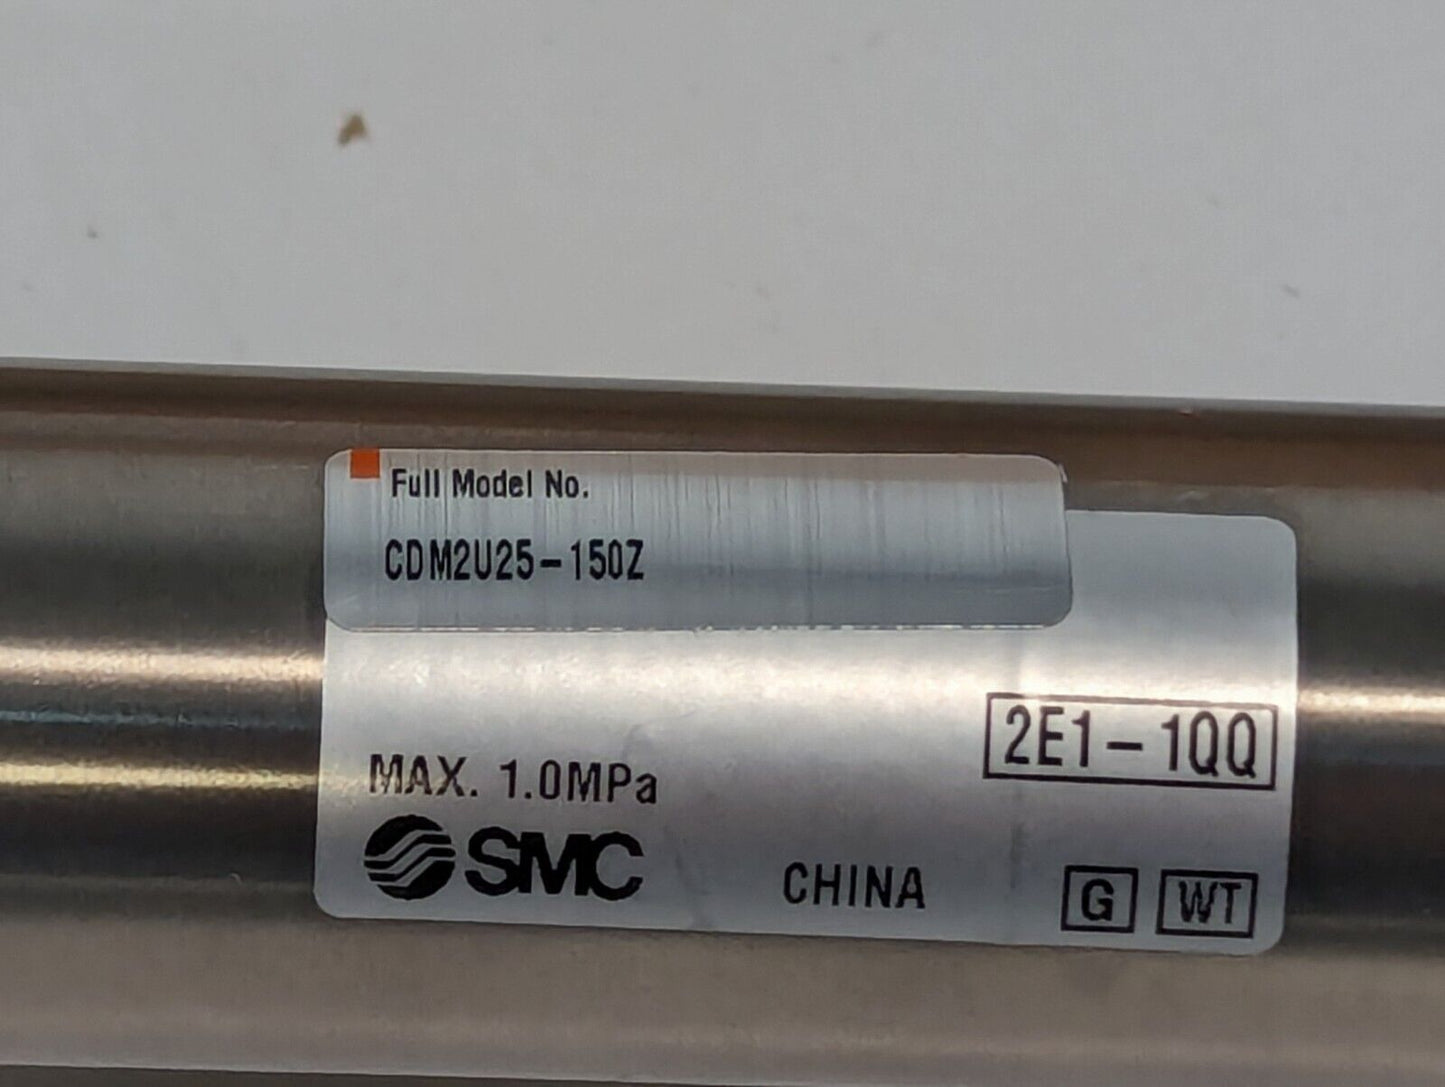 Full Model No.
CDM2U25-150Z
2E1-1QQ
MAX. 1.0MPa
SMC
CHINA
G WT